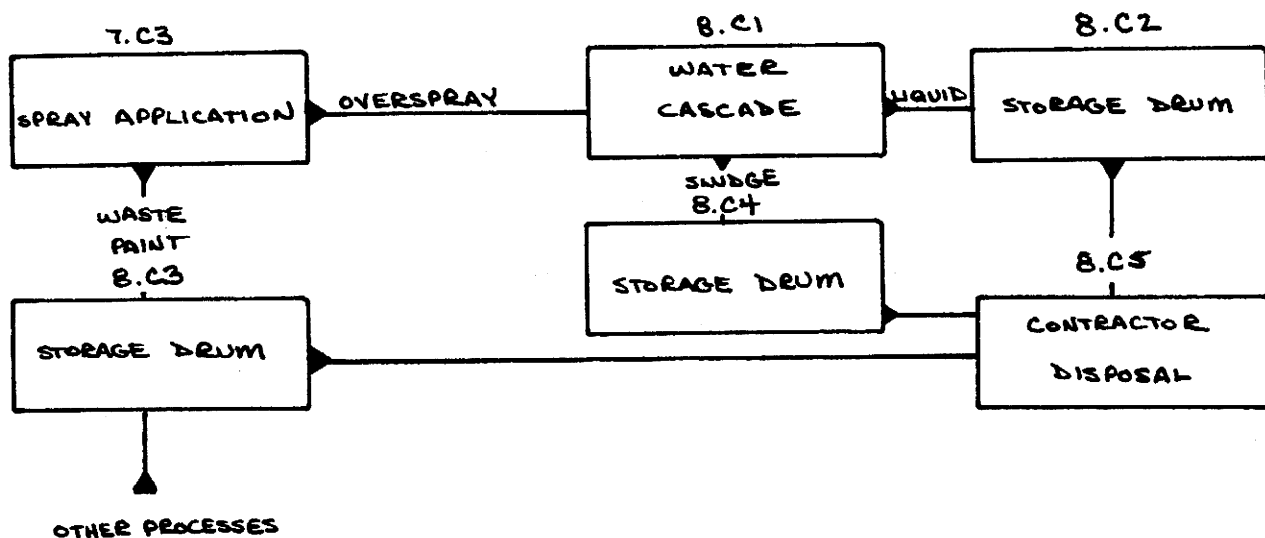 7.C3
SPRAY APPLICATION
OVERSPRAY
8.C1
WATER
CASCADE
LIQUID
8.C2
STORAGE DRUM
WASTE
PAINT
8.C3
STORAGE DRUM
SLUDGE
8.C4
STORAGE DRUM
8.C5
CONTRACTOR
DISPOSAL
OTHER PROCESSES